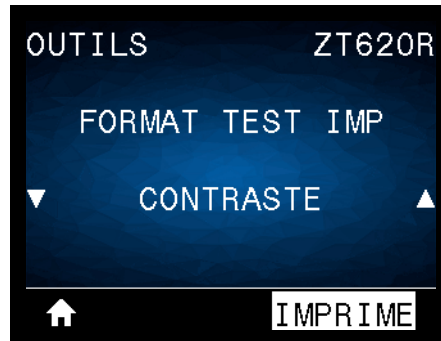 OUTILS ZT620R
FORMAT TEST IMP
CONTRASTE
IMPRIME